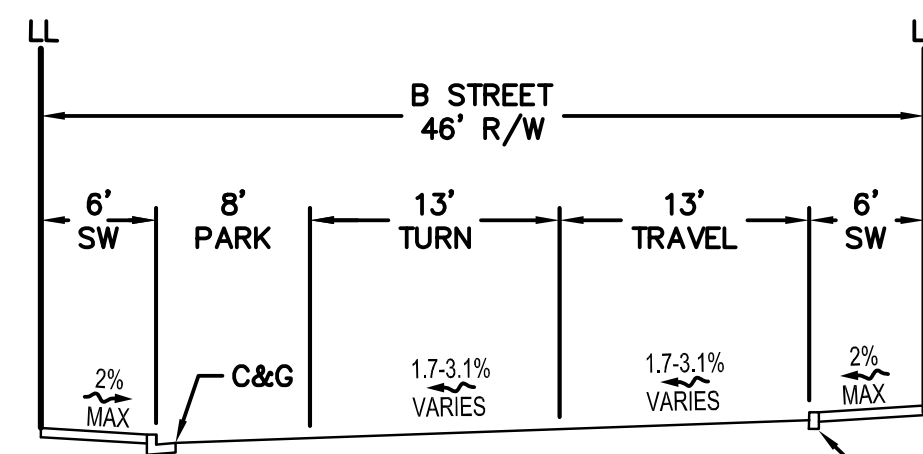 LL
L
B STREET
46' R/W
6'
SW
8'
PARK
13'
TURN
13'
TRAVEL
6'
SW
2%
MAX
C&G
1.7-3.1%
VARIES
1.7-3.1%
VARIES
2%
MAX